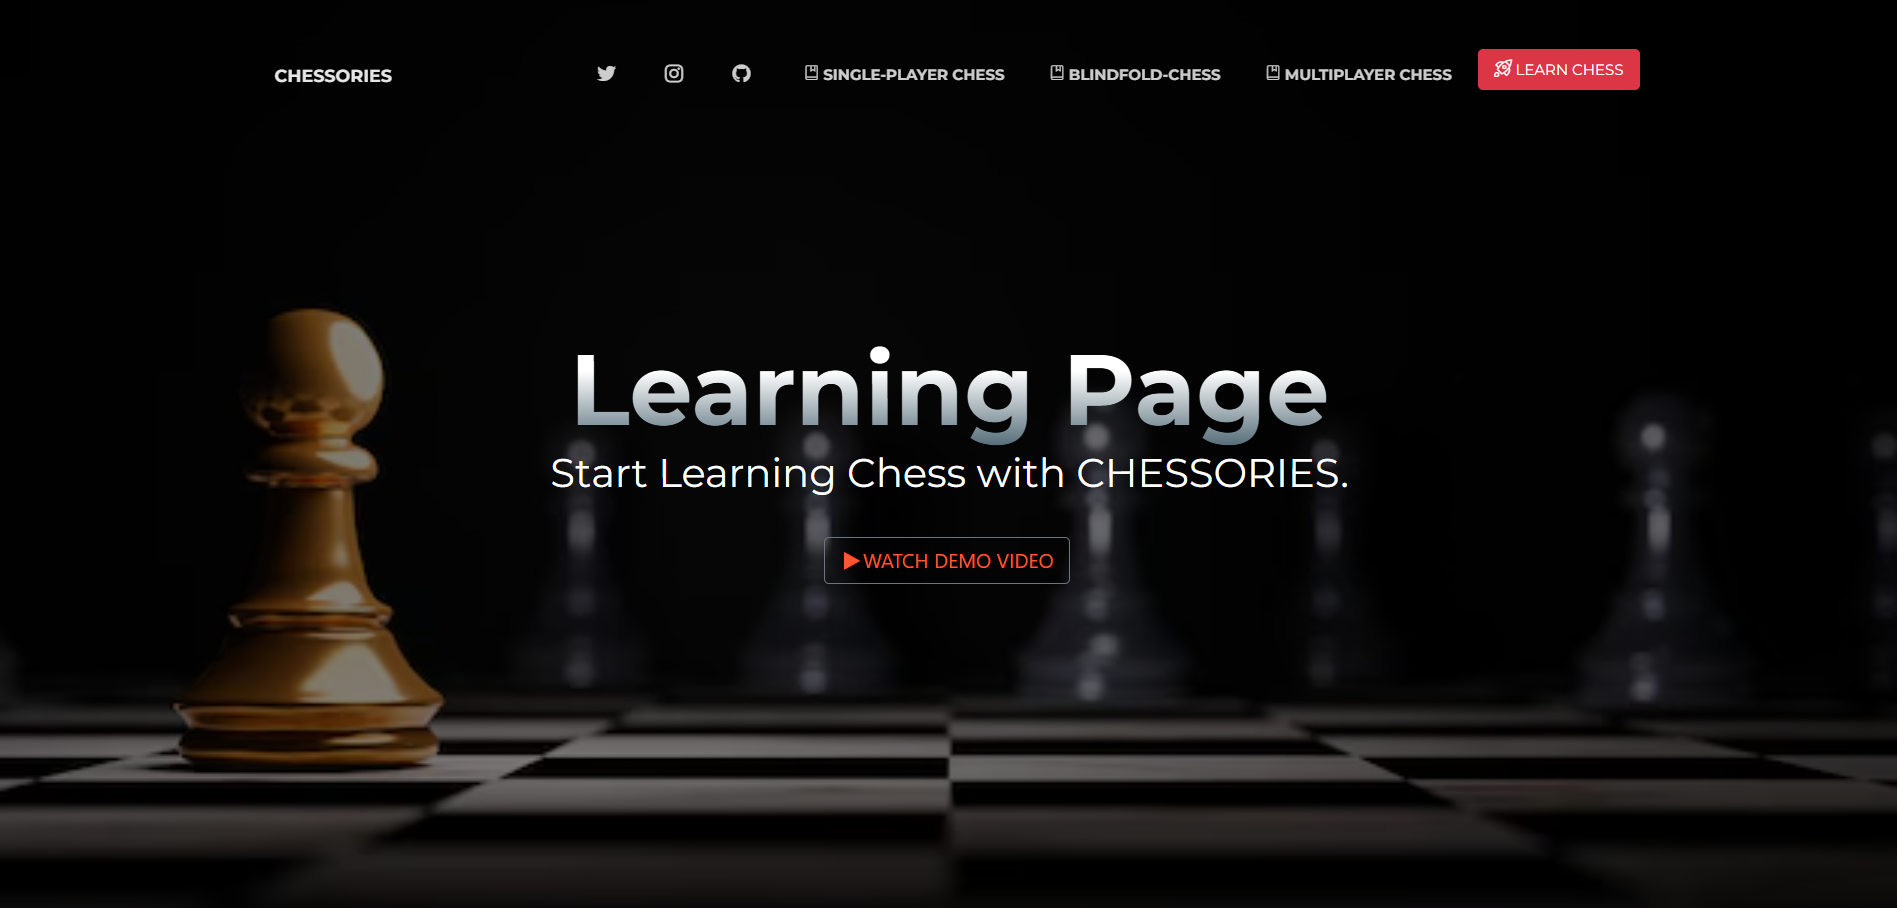 CHESSORIES
SINGLE-PLAYER CHESS
BLINDFOLD-CHESS
MULTIPLAYER CHESS
LEARN CHESS
Learning Page
Start Learning Chess with CHESSORIES.
WATCH DEMO VIDEO